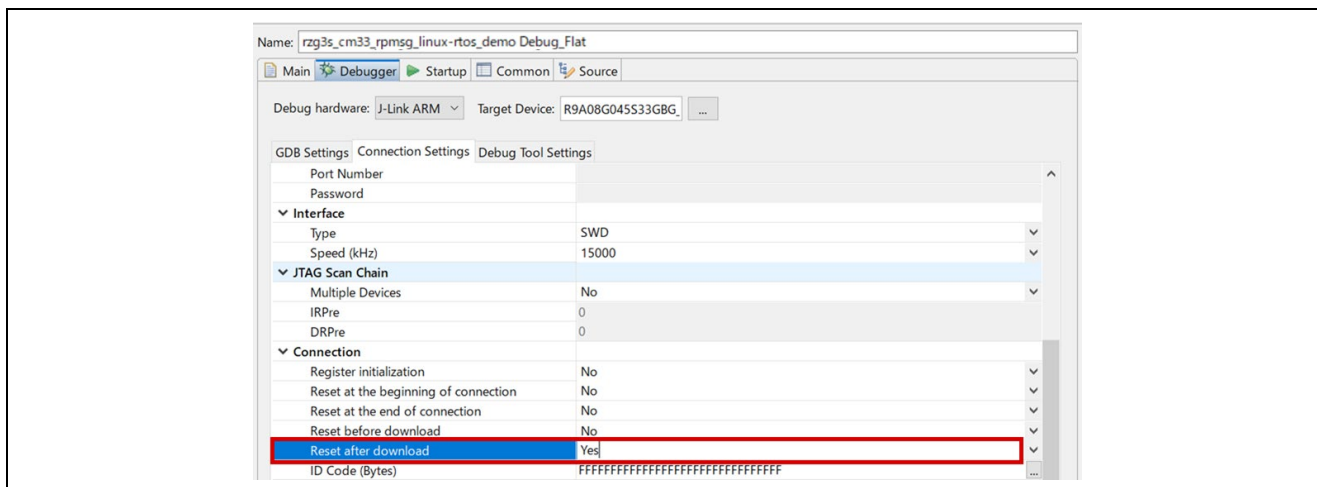 Name: rzg3s_cm33_rpmsg_linux-rtos_demo Debug_Flat
Main Debugger Startup Common Source
Debug hardware: J-Link ARM Target Device: R9A08G045S33GBG_ ...
GDB Settings Connection Settings Debug Tool Settings
Port Number
Password
Interface
Type SWD
Speed (kHz) 15000
JTAG Scan Chain
Multiple Devices No
IRPre 0
DRPre 0
Connection
Register initialization No
Reset at the beginning of connection No
Reset at the end of connection No
Reset before download No
Reset after download Yes
ID Code (Bytes) FFFFFFFFFFFFFFFFFFFFFFFFFFFFFFFF ...